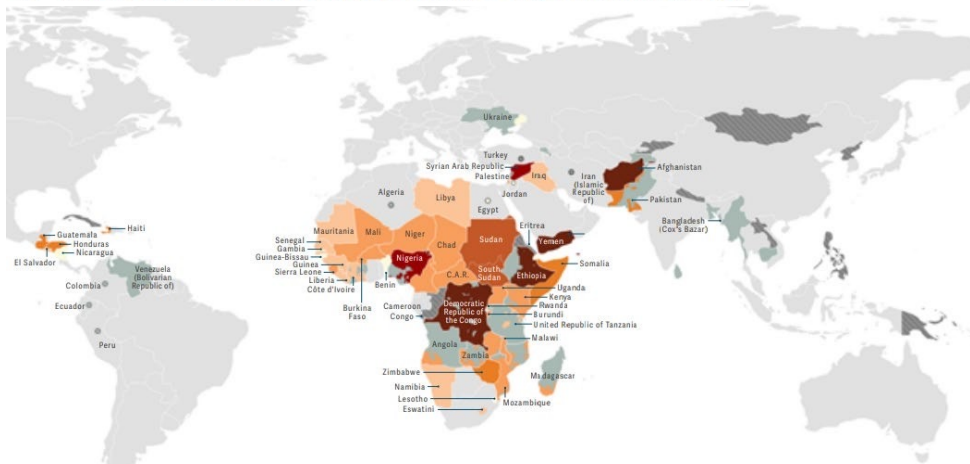 Ukraine
Turkey
Syrian Arab Republic
Palestine
Iraq
Jordan
Iran
(Islamic
Republic
of)
Afghanistan
Pakistan
Bangladesh
(Cox's Bazar)
Algeria
Libya
Egypt
Mauritania
Mali
Niger
Chad
Sudan
Eritrea
Yemen
Senegal
Gambia
Guinea-Bissau
Guinea
Sierra Leone
Liberia
Côte d'Ivoire
Burkina
Faso
Benin
Nigeria
Cameroon
Congo
C.A.R.
South
Sudan
Ethiopia
Somalia
Uganda
Kenya
Rwanda
Burundi
United Republic of Tanzania
Malawi
Democratic
Republic of
the Congo
Angola
Zambia
Zimbabwe
Namibia
Lesotho
Eswatini
Mozambique
Madagascar
Haiti
Guatemala
Honduras
Nicaragua
El Salvador
Venezuela
(Bolivarian
Republic of)
Colombia
Ecuador
Peru